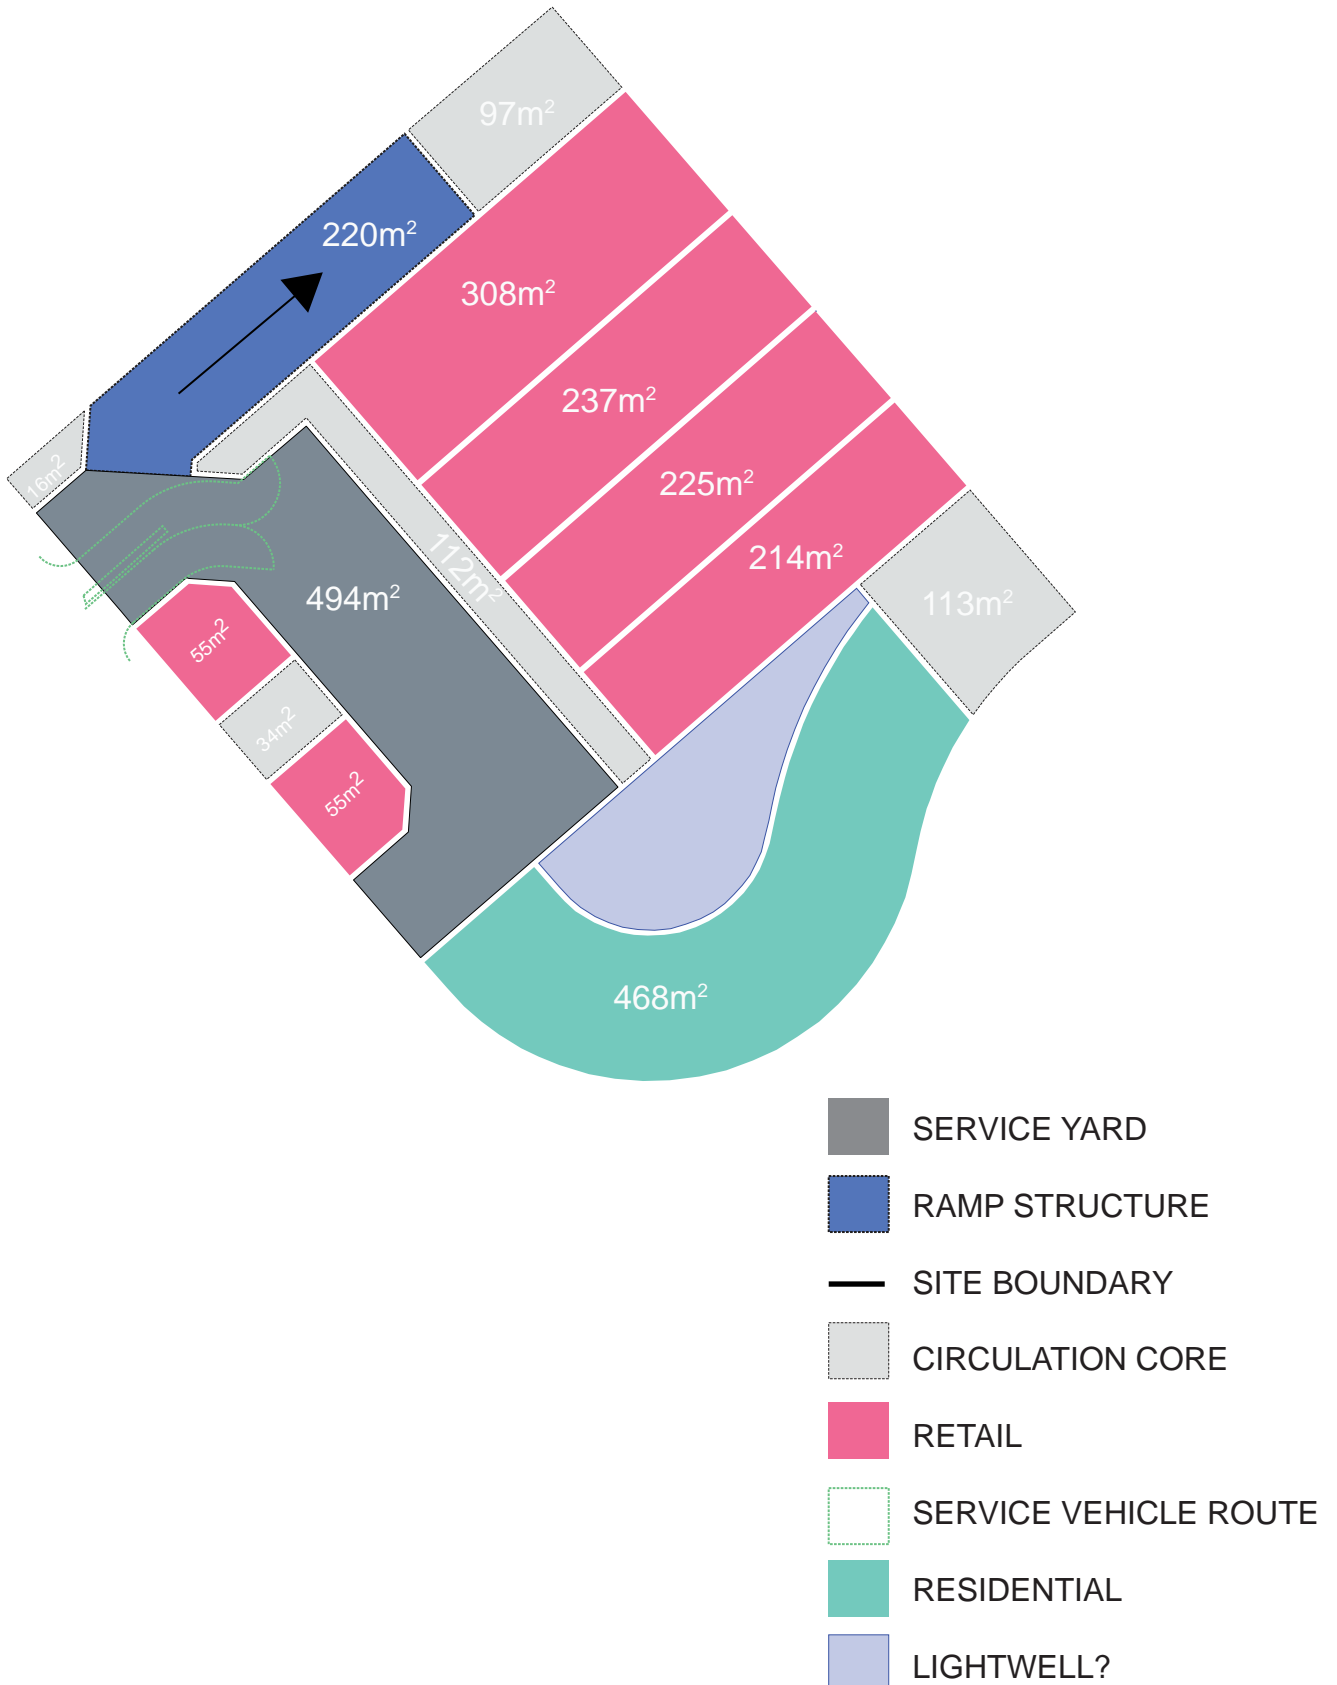 97m²
220m²
308m²
237m²
16m²
225m²
112m²
214m²
494m²
113m²
55m²
34m²
55m²
468m²
SERVICE YARD
RAMP STRUCTURE
SITE BOUNDARY
CIRCULATION CORE
RETAIL
SERVICE VEHICLE ROUTE
RESIDENTIAL
LIGHTWELL?